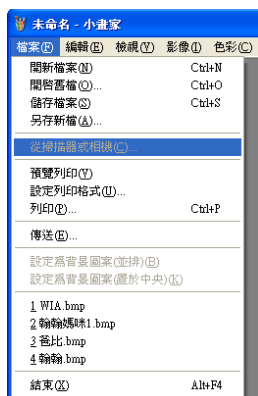 未命名 - 小畫家
檔案(F) 編輯(E) 檢視(V) 影像(I) 色彩(C)
開新檔案(N) Ctrl+N
開啓舊檔(O)... Ctrl+O
儲存檔案(S) Ctrl+S
另存新檔(A)...
從掃描器或相機(C)...
預覽列印(V)
設定列印格式(U)...
列印(P)... Ctrl+P
傳送(E)...
設定爲背景圖案(並排)(B)
設定爲背景圖案(置於中央)(K)
1 WIA.bmp
2 翰翰媽咪1.bmp
3 芭比.bmp
4 翰翰.bmp
結束(X) Alt+F4